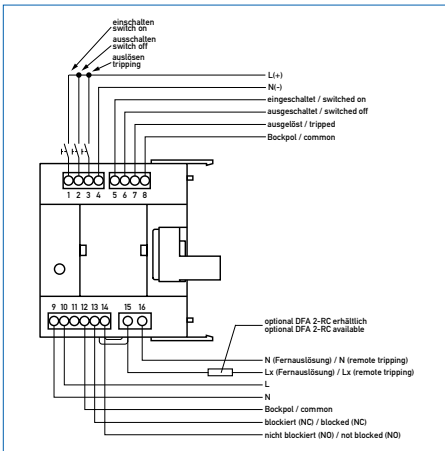 einschalten
switch on
ausschalten
switch off
auslösen
tripping
L(+)
N(-)
eingeschaltet / switched on
ausgeschaltet / switched off
ausgelöst / tripped
Bockpol / common
1 2 3 4 5 6 7 8
9 10 11 12 13 14 15 16
optional DFA 2-RC erhältlich
optional DFA 2-RC available
N (Fernauslösung) / N (remote tripping)
Lx (Fernauslösung) / Lx (remote tripping)
L
N
Bockpol / common
blockiert (NC) / blocked (NC)
nicht blockiert (NO) / not blocked (NO)